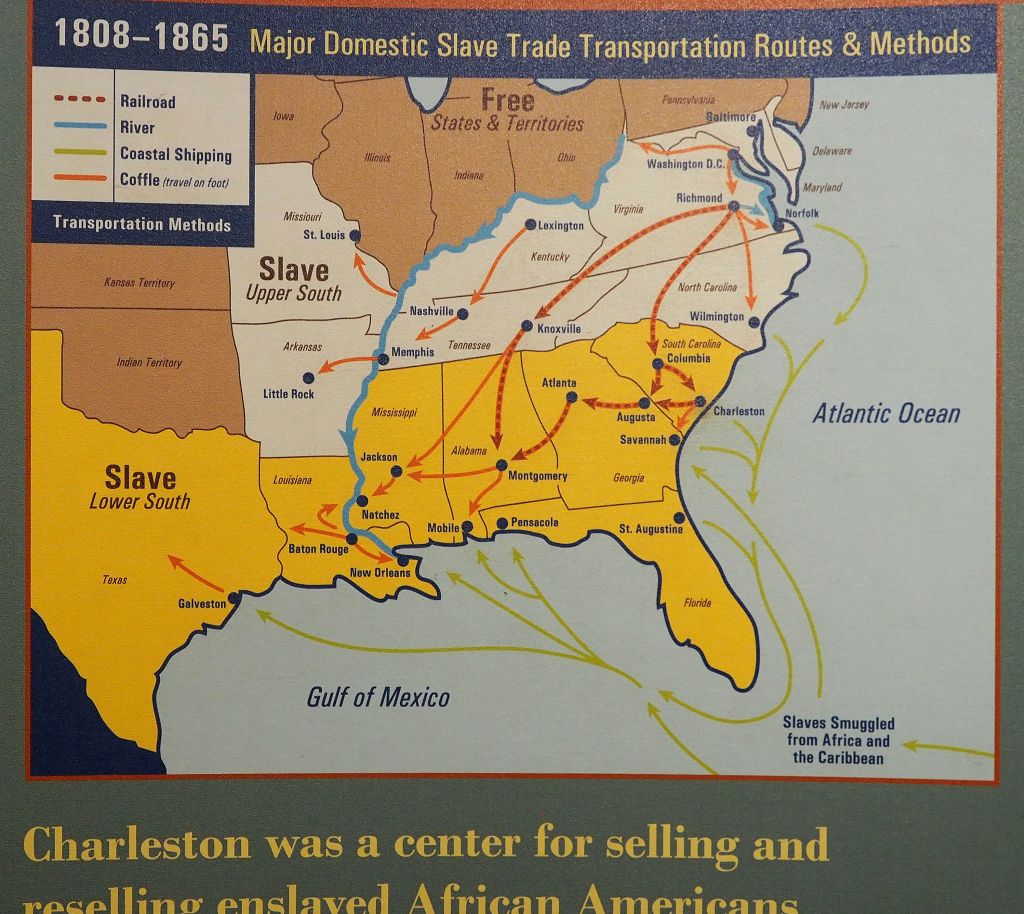 1808–1865 Major Domestic Slave Trade Transportation Routes & Methods
Railroad
River
Coastal Shipping
Coffle (travel on foot)
Transportation Methods
Free
States & Territories
Iowa
Illinois
Indiana
Ohio
Pennsylvania
New Jersey
Baltimore
Delaware
Washington D.C.
Maryland
Richmond
Norfolk
Virginia
Missouri
St. Louis
Lexington
Kentucky
Slave
Upper South
Kansas Territory
North Carolina
Nashville
Knoxville
Wilmington
Tennessee
Memphis
Arkansas
Indian Territory
Little Rock
South Carolina
Columbia
Atlanta
Mississippi
Augusta
Charleston
Atlantic Ocean
Savannah
Jackson
Alabama
Montgomery
Georgia
Slave
Lower South
Louisiana
Natchez
Mobile
Pensacola
St. Augustine
Baton Rouge
New Orleans
Texas
Galveston
Florida
Gulf of Mexico
Slaves Smuggled
from Africa and
the Caribbean
Charleston was a center for selling and
reselling enslaved African Americans